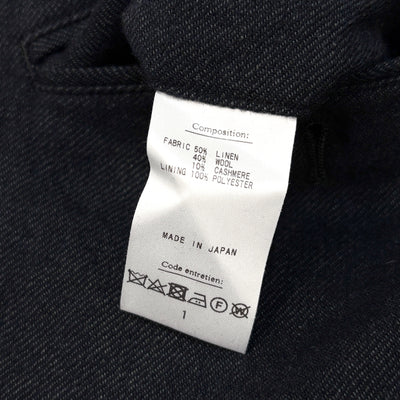 Composition:
FABRIC 50% LINEN
40% WOOL
10% CASHMERE
LINING 100% POLYESTER
MADE IN JAPAN
Code entretien:
F W
1